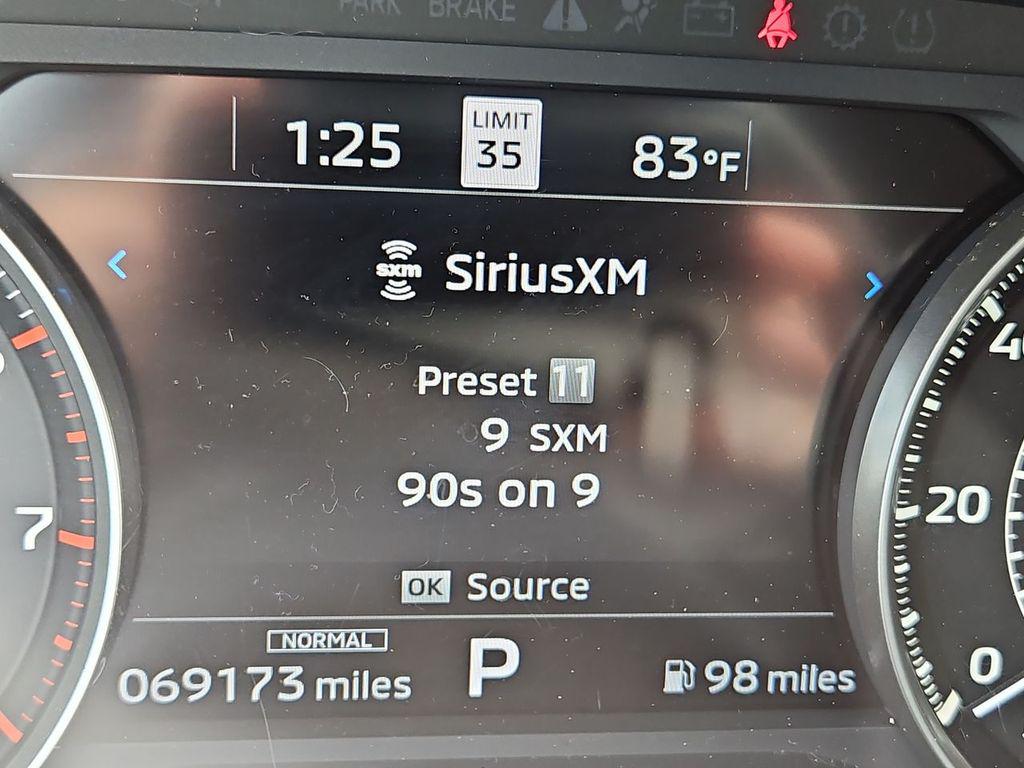 PARK BRAKE
1:25 LIMIT 35 83°F
sxm SiriusXM
Preset 11
9 SXM
90s on 9
OK Source
NORMAL
069173 miles P 98 miles
7
40
20
0